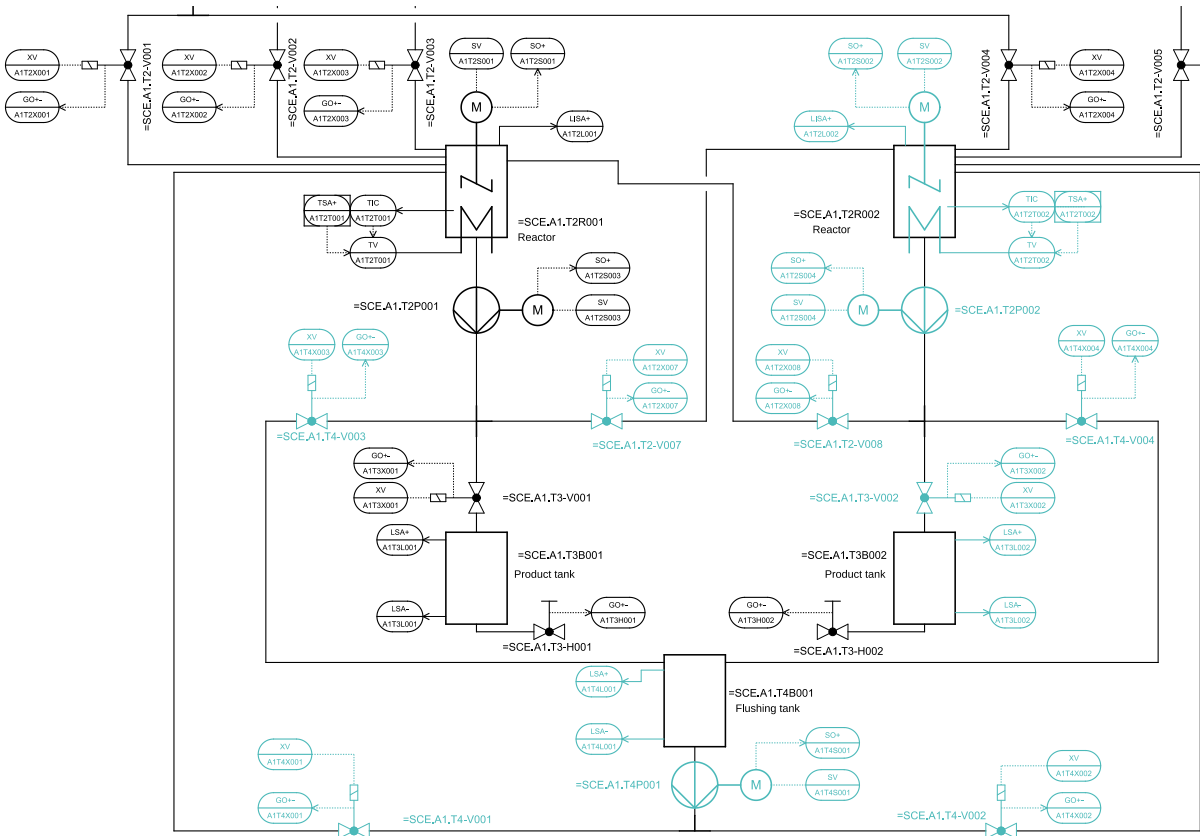 XV
A1T2X001
GO+-
A1T2X001
=SCE.A1.T2-V001
XV
A1T2X002
GO+-
A1T2X002
=SCE.A1.T2-V002
XV
A1T2X003
GO+-
A1T2X003
=SCE.A1.T2-V003
SV
A1T2S001
SO+
A1T2S001
M
LISA+
A1T2L001
SO+
A1T2S002
SV
A1T2S002
M
LISA+
A1T2L002
=SCE.A1.T2-V004
XV
A1T2X004
GO+-
A1T2X004
=SCE.A1.T2-V005
TSA+
A1T2T001
TIC
A1T2T001
TV
A1T2T001
=SCE.A1.T2R001
Reactor
=SCE.A1.T2R002
Reactor
TIC
A1T2T002
TSA+
A1T2T002
TV
A1T2T002
=SCE.A1.T2P001
M
SO+
A1T2S003
SV
A1T2S003
SO+
A1T2S004
SV
A1T2S004
M
=SCE.A1.T2P002
XV
A1T4X003
GO+-
A1T4X003
=SCE.A1.T4-V003
XV
A1T2X007
GO+-
A1T2X007
=SCE.A1.T2-V007
XV
A1T2X008
GO+-
A1T2X008
=SCE.A1.T2-V008
XV
A1T4X004
GO+-
A1T4X004
=SCE.A1.T4-V004
GO+-
A1T3X001
XV
A1T3X001
=SCE.A1.T3-V001
=SCE.A1.T3-V002
GO+-
A1T3X002
XV
A1T3X002
LSA+
A1T3L001
LSA-
A1T3L001
=SCE.A1.T3B001
Product tank
GO+-
A1T3H001
=SCE.A1.T3-H001
=SCE.A1.T3B002
Product tank
GO+-
A1T3H002
=SCE.A1.T3-H002
LSA+
A1T3L002
LSA-
A1T3L002
LSA+
A1T4L001
LSA-
A1T4L001
=SCE.A1.T4B001
Flushing tank
=SCE.A1.T4P001
M
SO+
A1T4S001
SV
A1T4S001
XV
A1T4X001
GO+-
A1T4X001
=SCE.A1.T4-V001
XV
A1T4X002
GO+-
A1T4X002
=SCE.A1.T4-V002